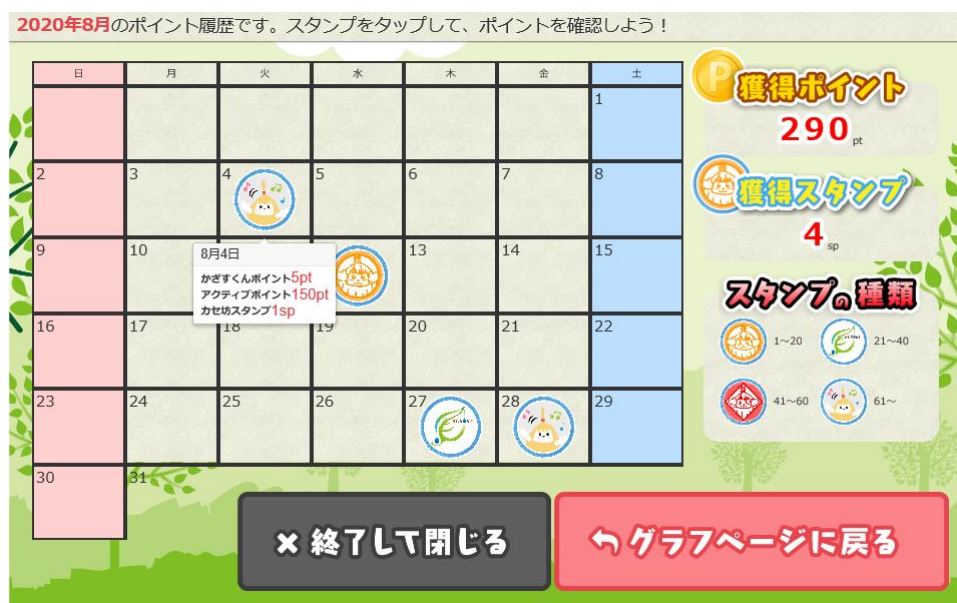 2020年8月のポイント履歴です。スタンプをタップして、ポイントを確認しよう！
日 月 火 水 木 金 土
1
2 3 4 5 6 7 8
9 10 13 14 15
8月4日
かざすくんポイント5pt
アクティブポイント150pt
カセ坊スタンプ1sp
16 17 18 19 20 21 22
23 24 25 26 27 28 29
30 31
P 獲得ポイント
290 pt
獲得スタンプ
4 sp
スタンプの種類
1～20 21～40
41～60 61～
× 終了して閉じる
グラフページに戻る